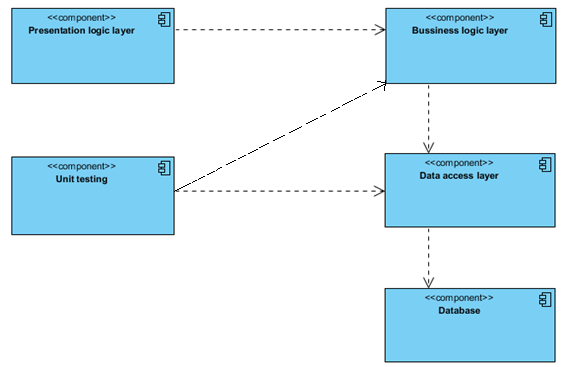 <<component>>
Presentation logic layer
<<component>>
Bussiness logic layer
<<component>>
Unit testing
<<component>>
Data access layer
<<component>>
Database